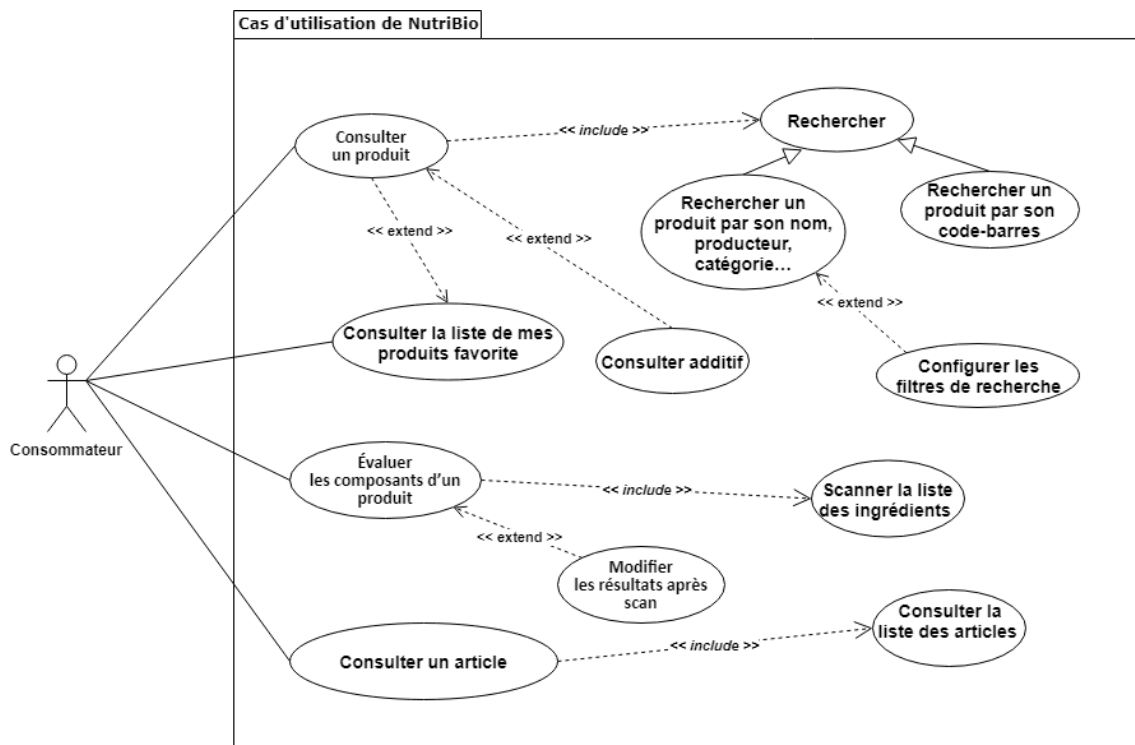 Cas d'utilisation de NutriBio
Consulter
un produit
<< include >>
Rechercher
Rechercher un
produit par son nom,
producteur,
catégorie...
Rechercher un
produit par son
code-barres
<< extend >>
<< extend >>
<< extend >>
Consulter la liste de mes
produits favorite
Consulter additif
Configurer les
filtres de recherche
Consommateur
Évaluer
les composants d'un
produit
<< include >>
Scanner la liste
des ingrédients
<< extend >>
Modifier
les résultats après
scan
Consulter un article
<< include >>
Consulter la
liste des articles